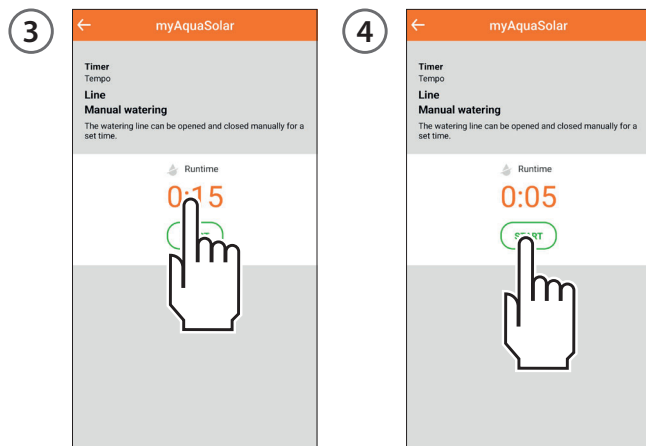 3
myAquaSolar
Timer
Tempo
Line
Manual watering
The watering line can be opened and closed manually for a
set time.
Runtime
0:15
4
myAquaSolar
Timer
Tempo
Line
Manual watering
The watering line can be opened and closed manually for a
set time.
Runtime
0:05
START